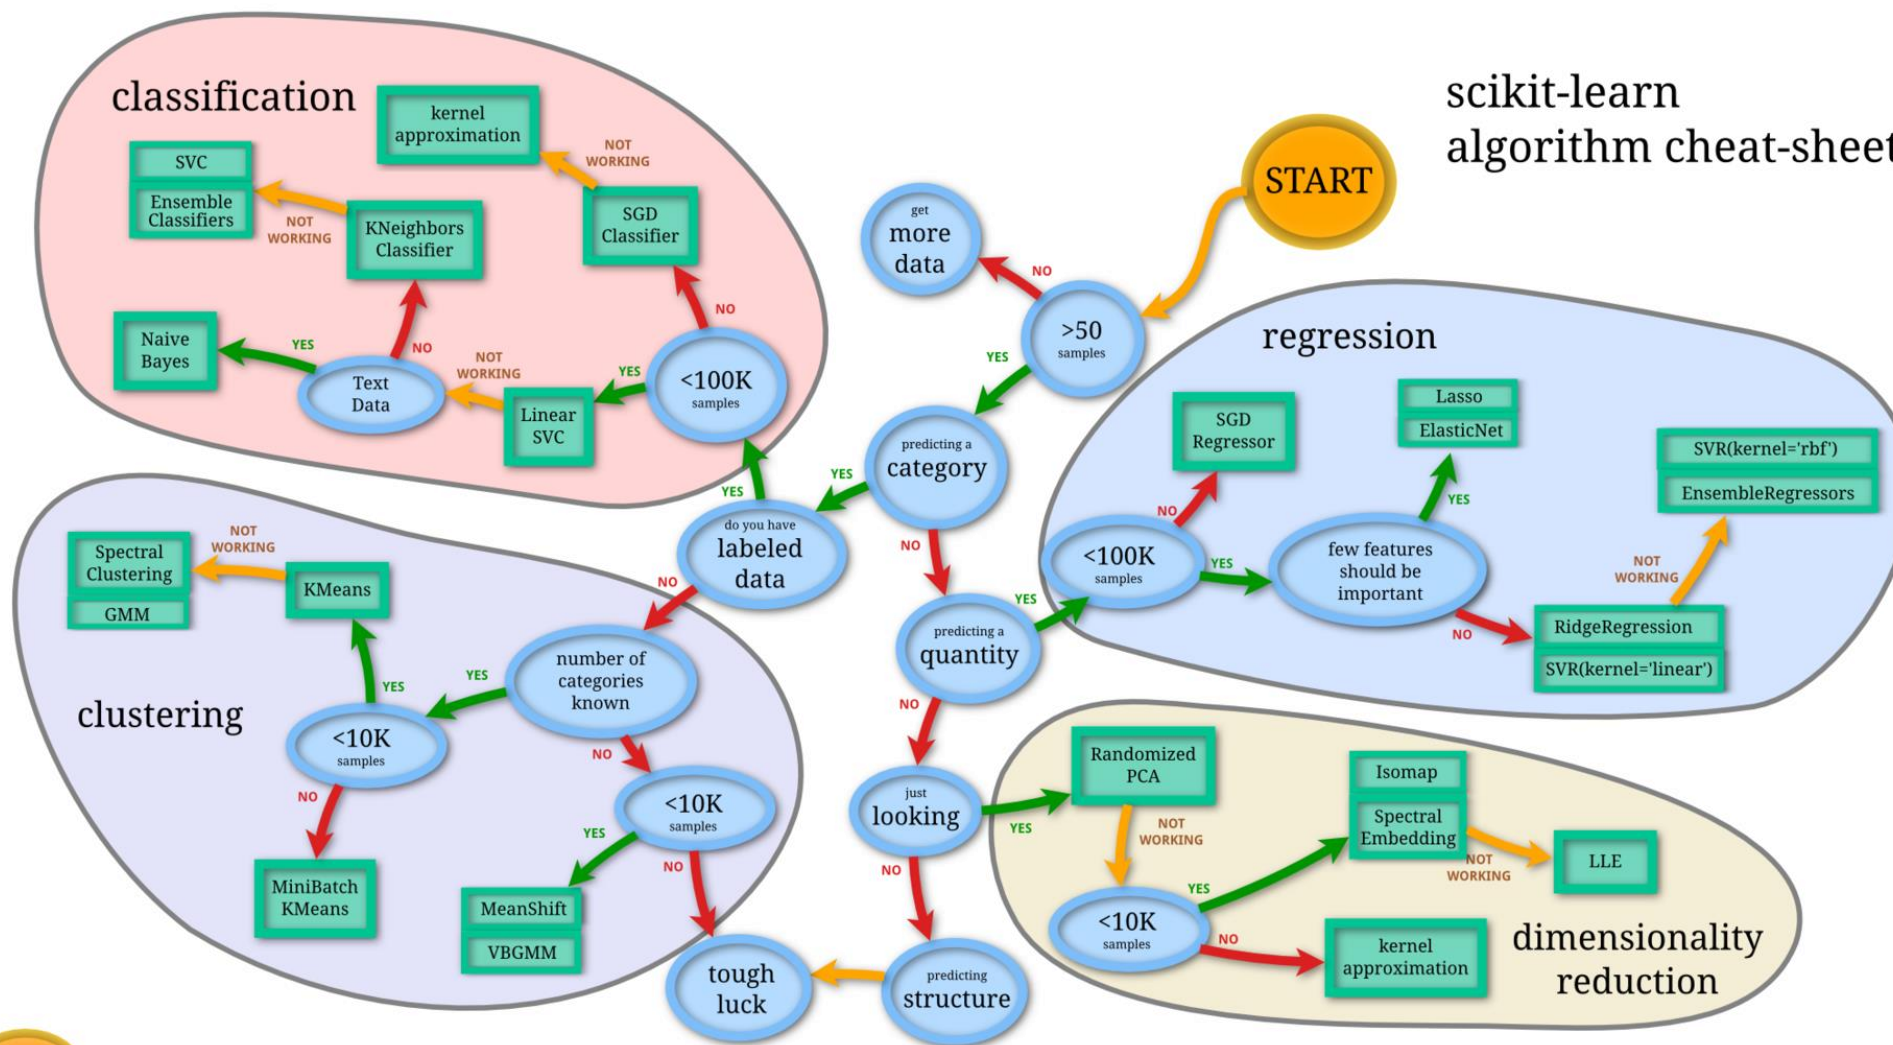 scikit-learn
algorithm cheat-sheet
START
get
more
data
NO
>50
samples
YES
predicting a
category
YES
NO
do you have
labeled
data
YES
NO
predicting a
quantity
YES
NO
just
looking
YES
NO
predicting
structure
tough
luck
classification
kernel
approximation
NOT
WORKING
SGD
Classifier
NO
<100K
samples
YES
Linear
SVC
NOT
WORKING
Text
Data
YES
NO
Naive
Bayes
KNeighbors
Classifier
NOT
WORKING
SVC
Ensemble
Classifiers
clustering
number of
categories
known
YES
NO
<10K
samples
YES
NO
KMeans
NOT
WORKING
Spectral
Clustering
GMM
MiniBatch
KMeans
<10K
samples
YES
NO
MeanShift
VBGMM
regression
<100K
samples
NO
YES
SGD
Regressor
few features
should be
important
YES
NO
Lasso
ElasticNet
RidgeRegression
SVR(kernel='linear')
NOT
WORKING
SVR(kernel='rbf')
EnsembleRegressors
dimensionality
reduction
Randomized
PCA
NOT
WORKING
<10K
samples
YES
NO
Isomap
Spectral
Embedding
NOT
WORKING
LLE
kernel
approximation